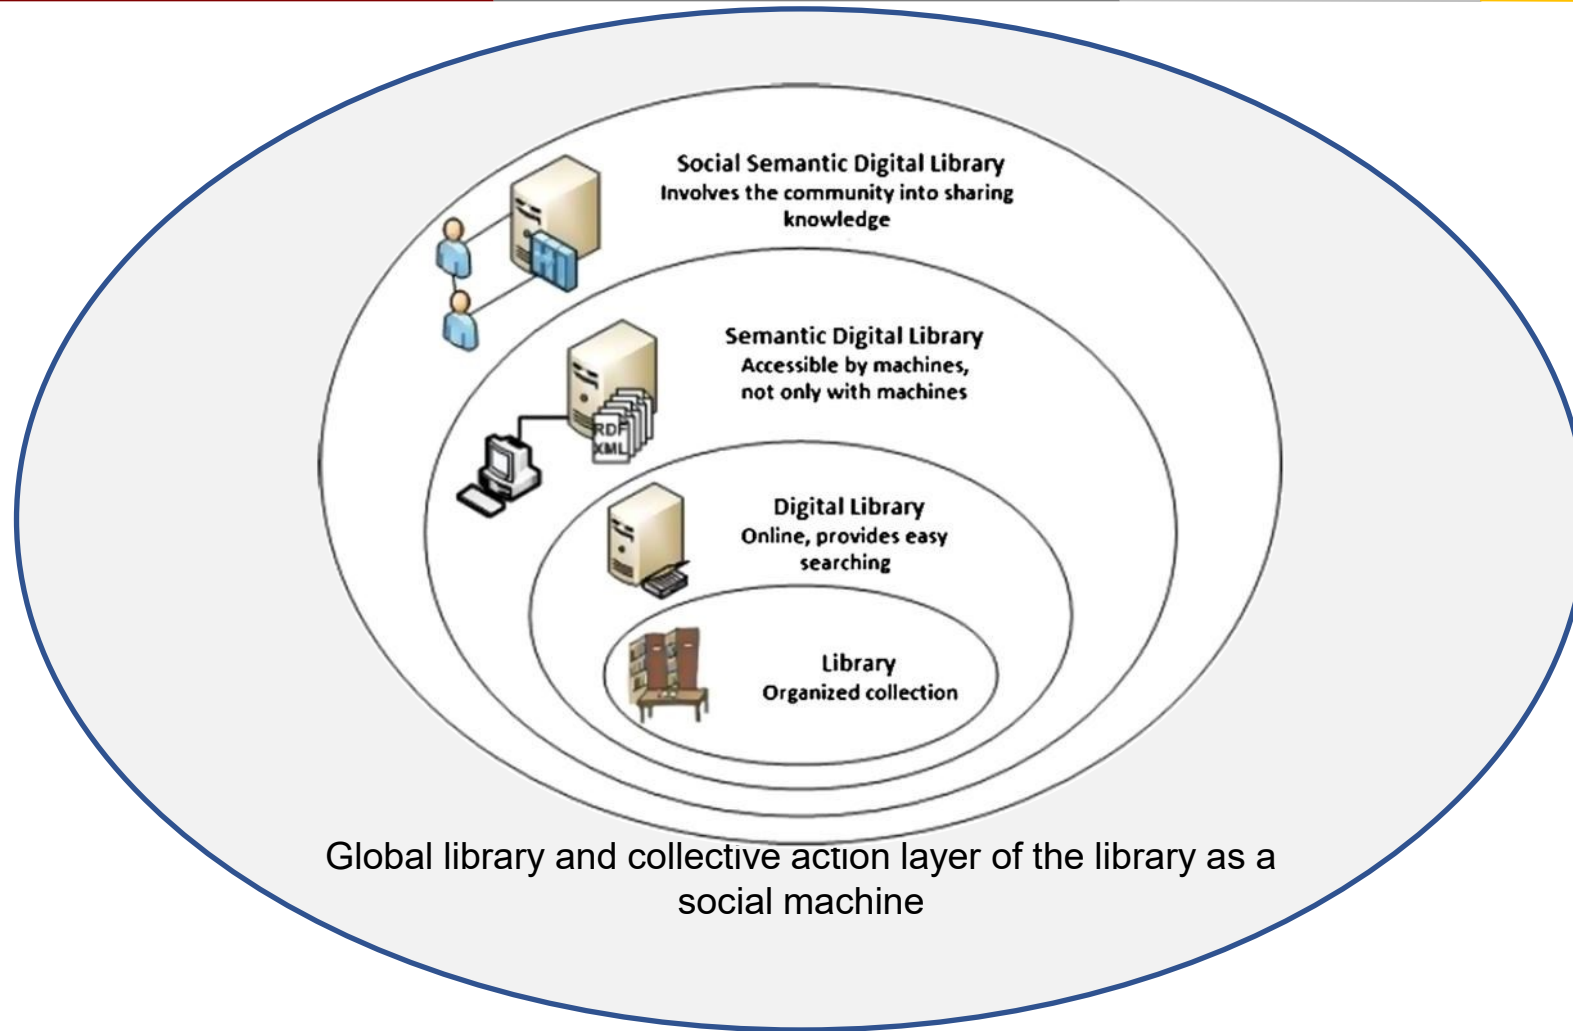 Social Semantic Digital Library
Involves the community into sharing
knowledge
Semantic Digital Library
Accessible by machines,
not only with machines
RDF
XML
Digital Library
Online, provides easy
searching
Library
Organized collection
Global library and collective action layer of the library as a
social machine